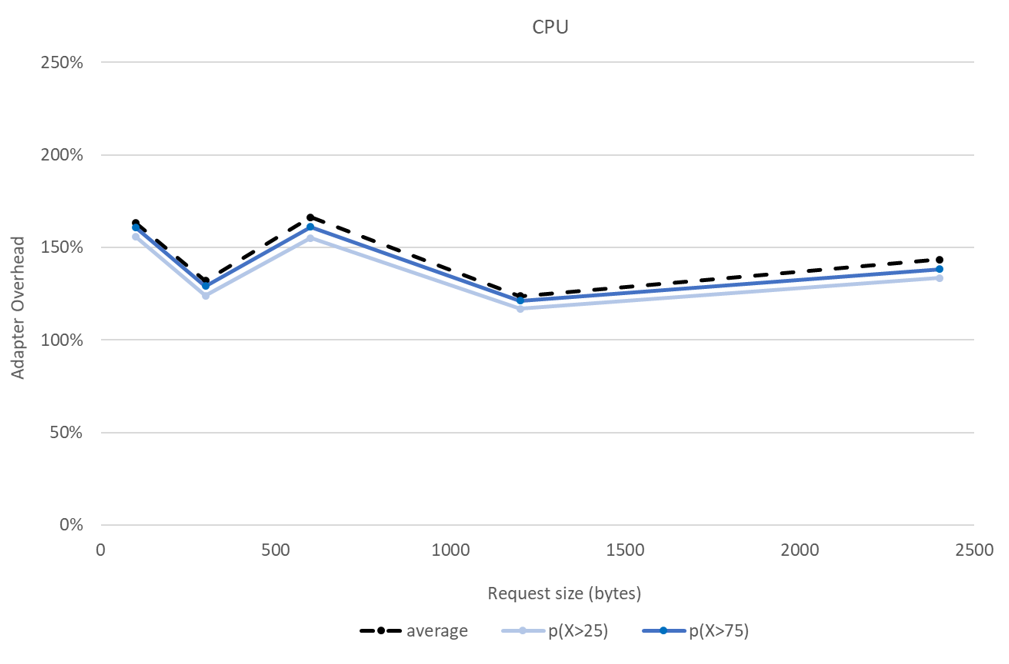 CPU
250%
200%
150%
100%
50%
0%
Adapter Overhead
0 500 1000 1500 2000 2500
Request size (bytes)
average p(X>25) p(X>75)